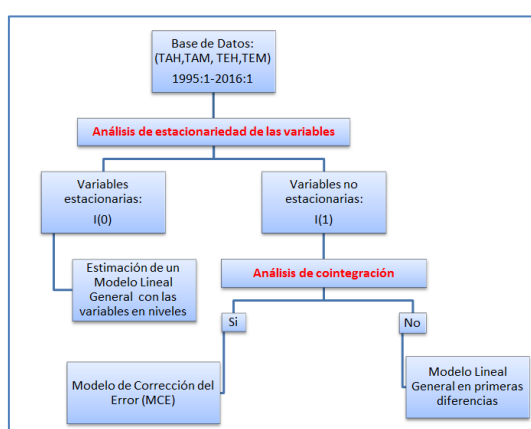 Base de Datos:
(TAH,TAM, TEH,TEM)
1995:1-2016:1
Análisis de estacionariedad de las variables
Variables
estacionarias:
I(0)
Variables no
estacionarias:
I(1)
Estimación de un
Modelo Lineal
General con las
variables en niveles
Análisis de cointegración
Si
No
Modelo de Corrección del
Error (MCE)
Modelo Lineal
General en primeras
diferencias